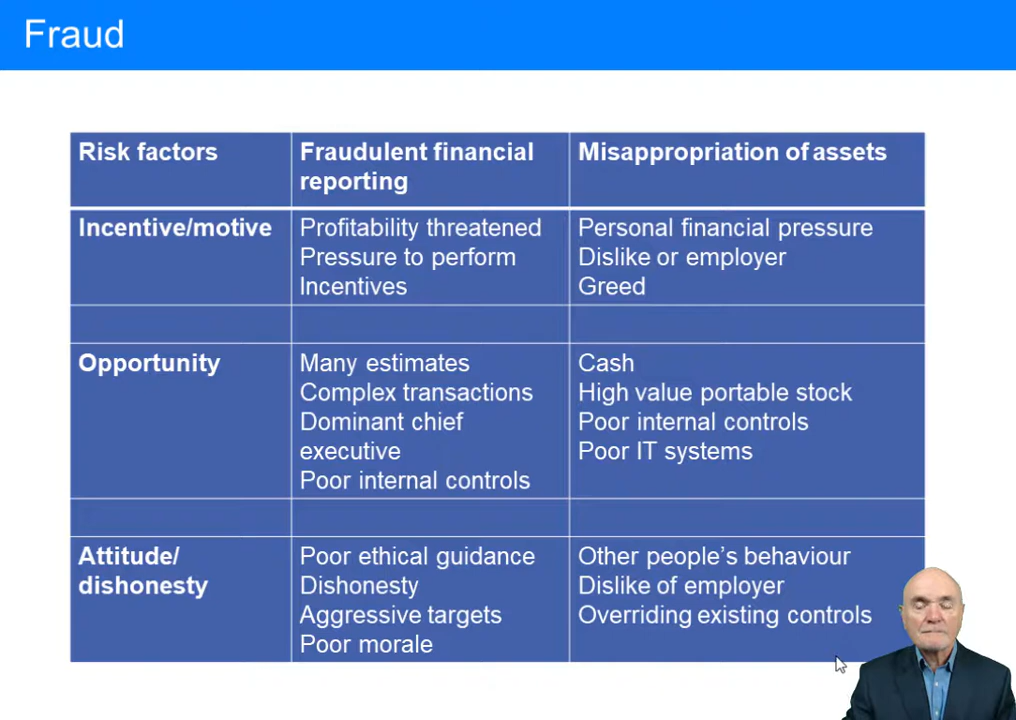 Fraud
Risk factors
Fraudulent financial
reporting
Misappropriation of assets
Incentive/motive
Profitability threatened
Pressure to perform
Incentives
Personal financial pressure
Dislike or employer
Greed
Opportunity
Many estimates
Complex transactions
Dominant chief
executive
Poor internal controls
Cash
High value portable stock
Poor internal controls
Poor IT systems
Attitude/
dishonesty
Poor ethical guidance
Dishonesty
Aggressive targets
Poor morale
Other people’s behaviour
Dislike of employer
Overriding existing controls